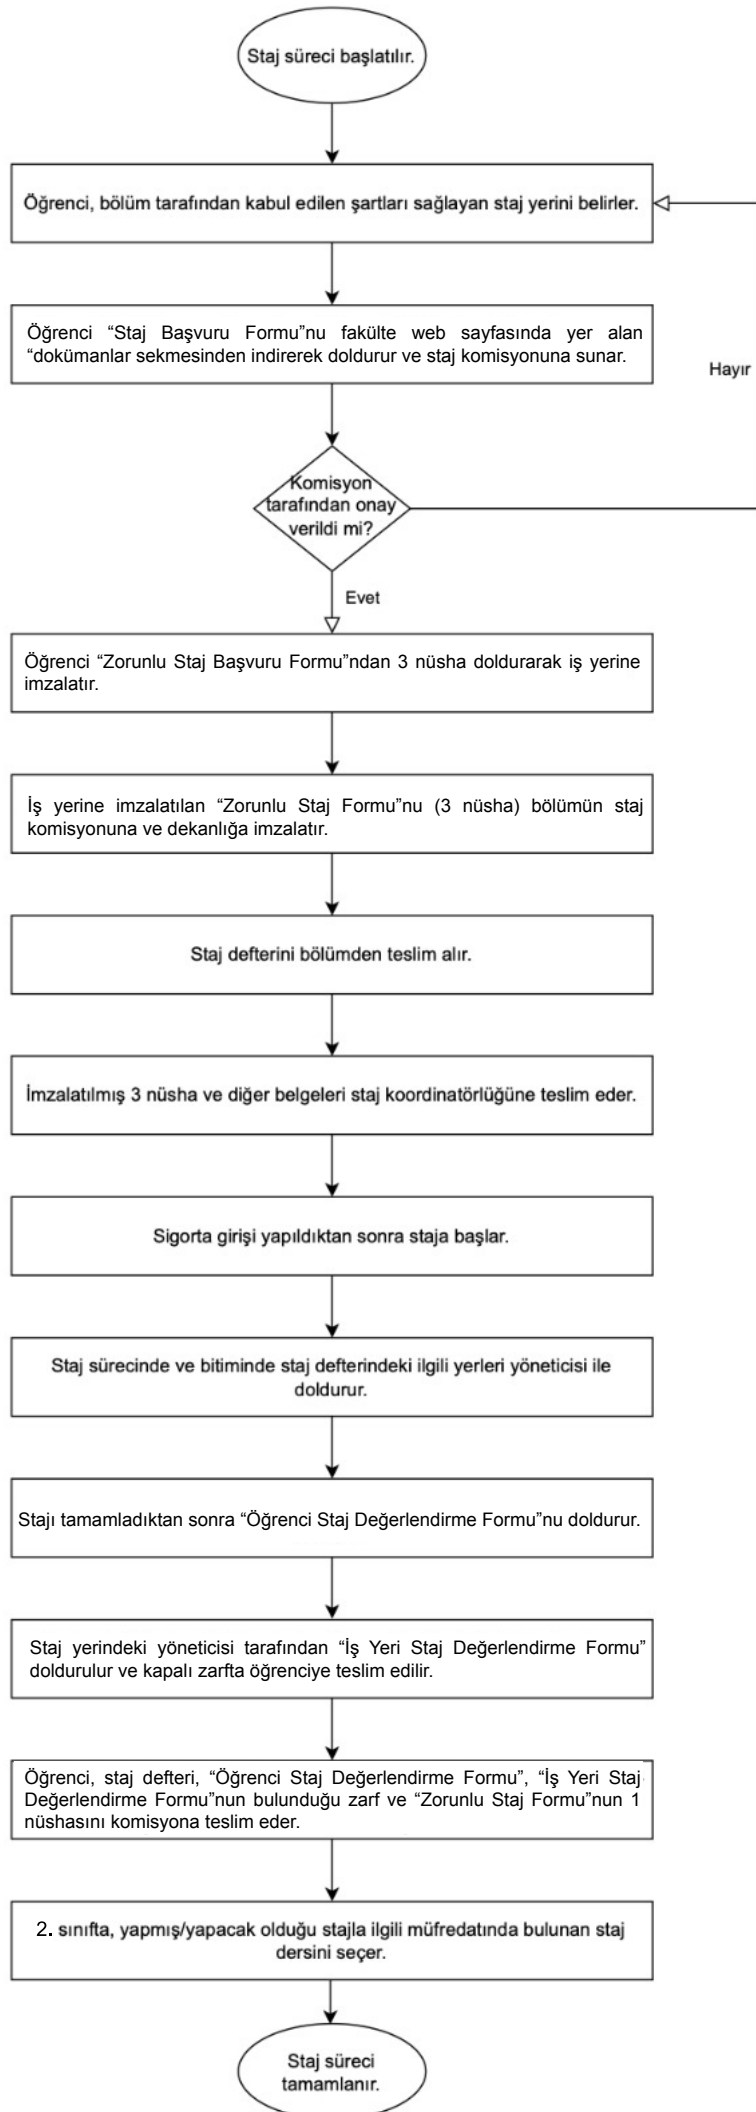 Staj süreci başlatılır.
Öğrenci, bölüm tarafından kabul edilen şartları sağlayan staj yerini belirler.
Öğrenci “Staj Başvuru Formu”nu fakülte web sayfasında yer alan
“dokümanlar sekmesinden indirerek doldurur ve staj komisyonuna sunar.
Hayır
Komisyon
tarafından onay
verildi mi?
Evet
Öğrenci “Zorunlu Staj Başvuru Formu”ndan 3 nüsha doldurarak iş yerine
imzalatır.
İş yerine imzalatılan “Zorunlu Staj Formu”nu (3 nüsha) bölümün staj
komisyonuna ve dekanlığa imzalatır.
Staj defterini bölümden teslim alır.
İmzalatılmış 3 nüsha ve diğer belgeleri staj koordinatörlüğüne teslim eder.
Sigorta girişi yapıldıktan sonra staja başlar.
Staj sürecinde ve bitiminde staj defterindeki ilgili yerleri yöneticisi ile
doldurur.
Stajı tamamladıktan sonra “Öğrenci Staj Değerlendirme Formu”nu doldurur.
Staj yerindeki yöneticisi tarafından “İş Yeri Staj Değerlendirme Formu”
doldurulur ve kapalı zarfta öğrenciye teslim edilir.
Öğrenci, staj defteri, “Öğrenci Staj Değerlendirme Formu”, “İş Yeri Staj
Değerlendirme Formu”nun bulunduğu zarf ve “Zorunlu Staj Formu”nun 1
nüshasını komisyona teslim eder.
2. sınıfta, yapmış/yapacak olduğu stajla ilgili müfredatında bulunan staj
dersini seçer.
Staj süreci
tamamlanır.